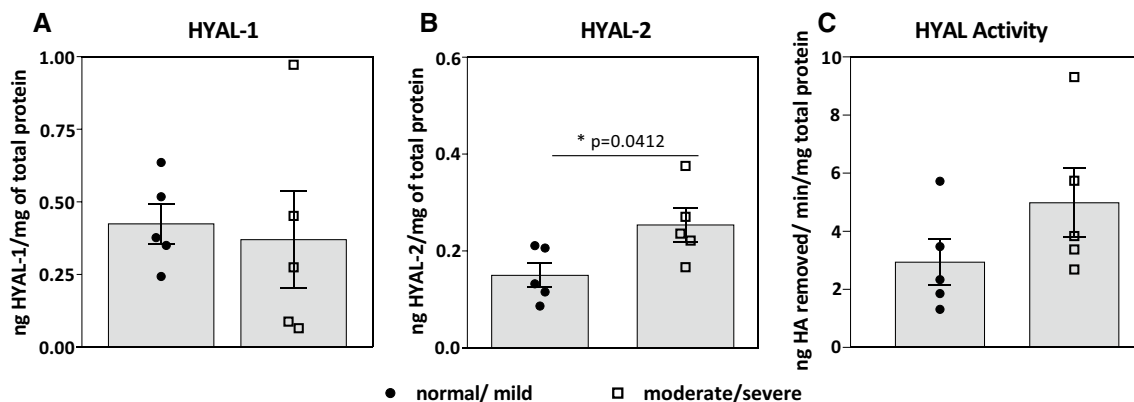 A
HYAL-1
ng HYAL-1/mg of total protein
1.00
0.75
0.50
0.25
0.00
B
HYAL-2
ng HYAL-2/mg of total protein
0.6
0.4
0.2
0.0
* p=0.0412
C
HYAL Activity
ng HA removed/ min/mg total protein
10
8
6
4
2
0
normal/ mild
moderate/severe